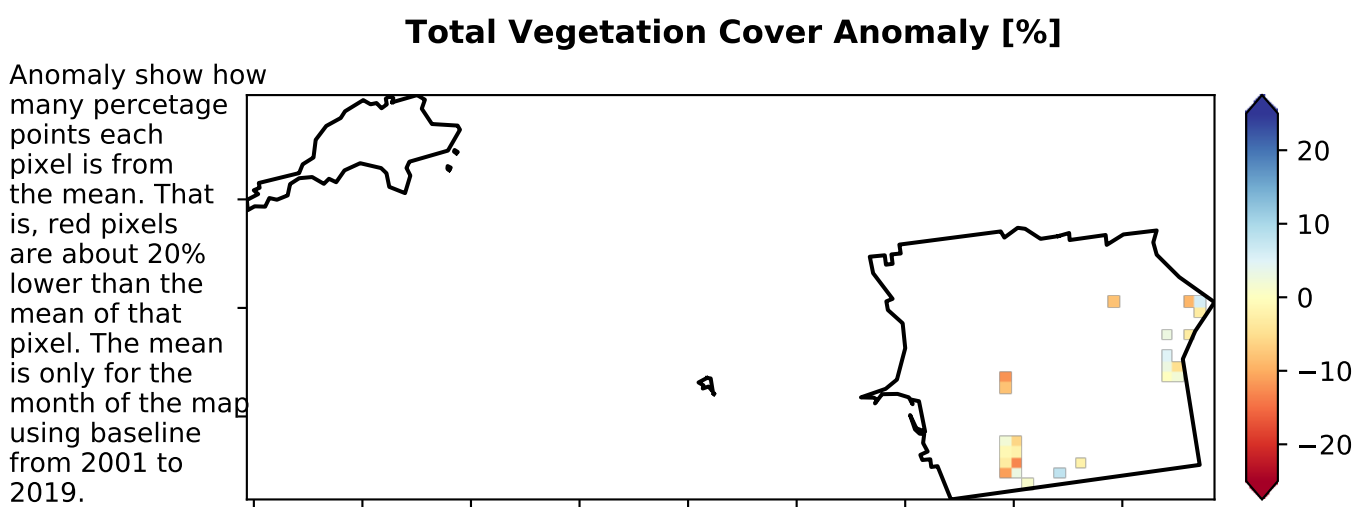 Total Vegetation Cover Anomaly [%]
Anomaly show how
many percetage
points each
pixel is from
the mean. That
is, red pixels
are about 20%
lower than the
mean of that
pixel. The mean
is only for the
month of the map
using baseline
from 2001 to
2019.
20
10
0
−10
−20